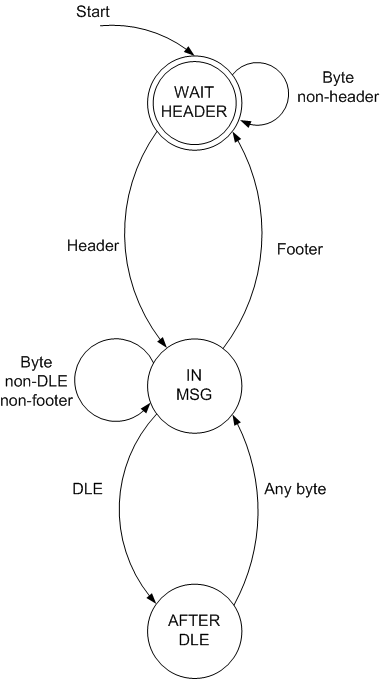 Start
WAIT
HEADER
Byte
non-header
Header
Footer
Byte
non-DLE
non-footer
IN
MSG
DLE
Any byte
AFTER
DLE